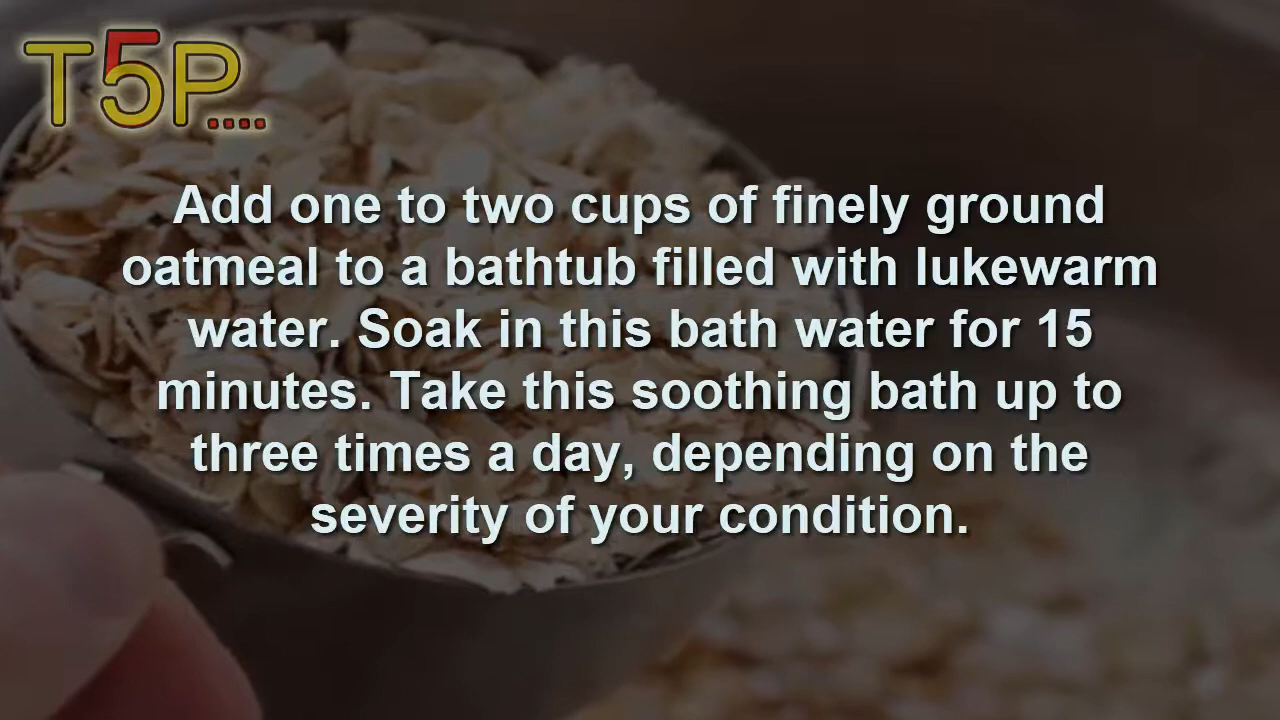 T5P....
Add one to two cups of finely ground
oatmeal to a bathtub filled with lukewarm
water. Soak in this bath water for 15
minutes. Take this soothing bath up to
three times a day, depending on the
severity of your condition.